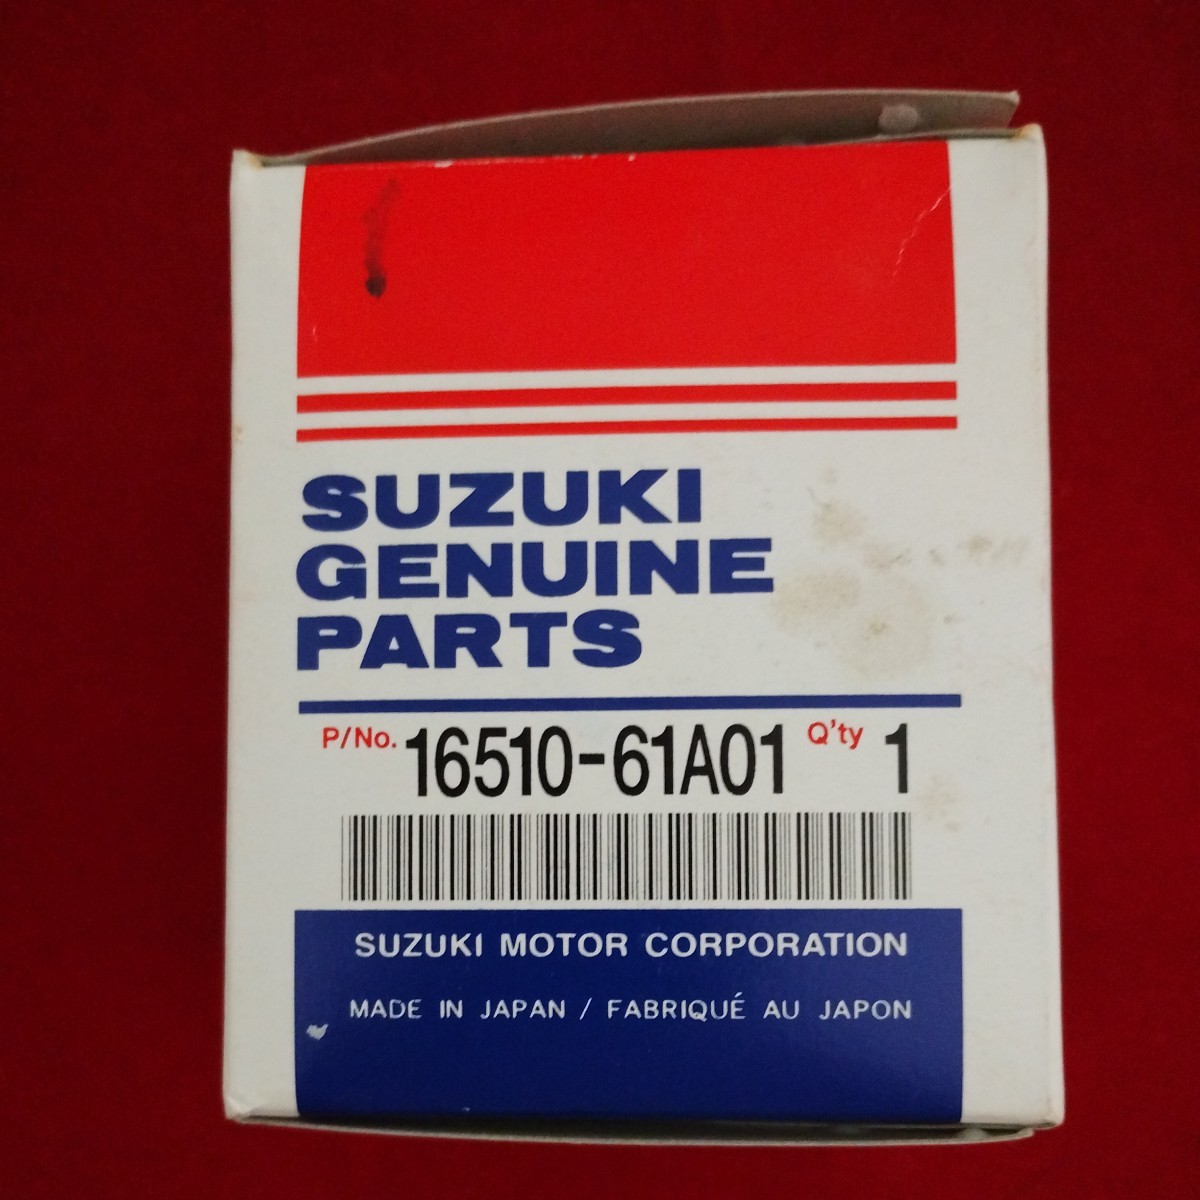 SUZUKI
GENUINE
PARTS
P/No. 16510-61A01 Q'ty 1
SUZUKI MOTOR CORPORATION
MADE IN JAPAN / FABRIQUÉ AU JAPON